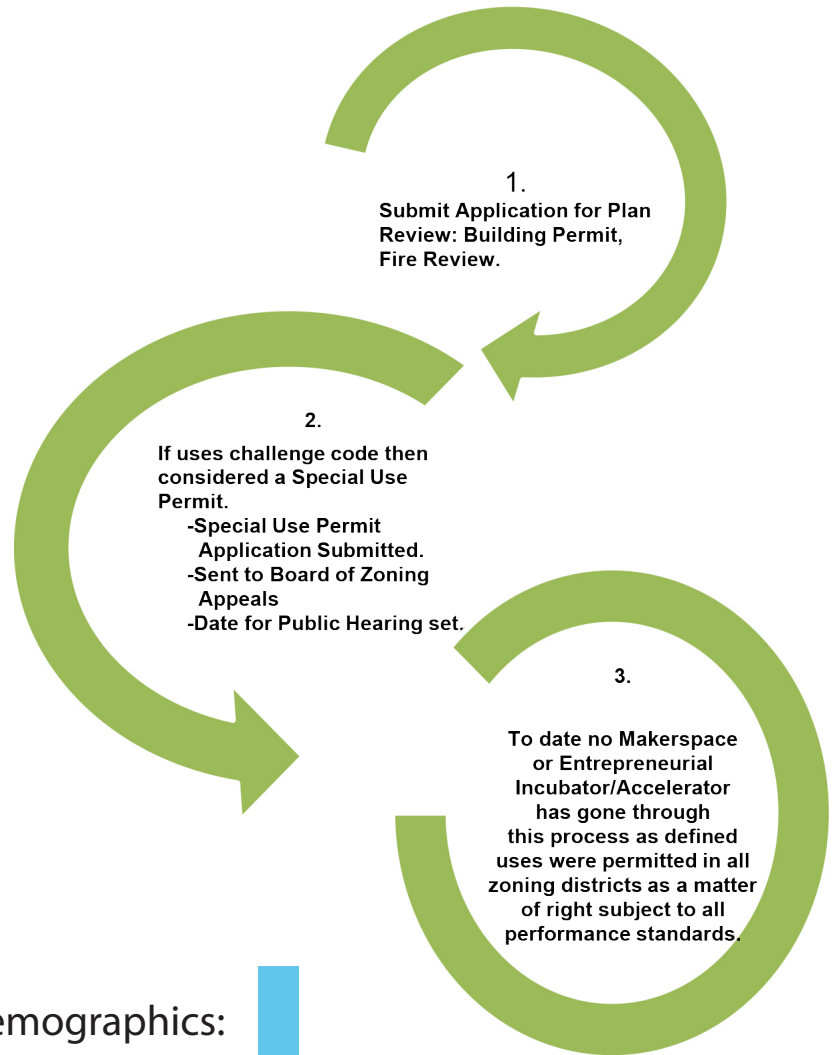 1.
Submit Application for Plan
Review: Building Permit,
Fire Review.
2.
If uses challenge code then
considered a Special Use
Permit.
-Special Use Permit
Application Submitted.
-Sent to Board of Zoning
Appeals
-Date for Public Hearing set.
3.
To date no Makerspace
or Entrepreneurial
Incubator/Accelerator
has gone through
this process as defined
uses were permitted in all
zoning districts as a matter
of right subject to all
performance standards.
emographics: